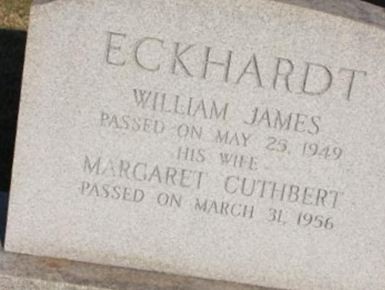 ECKHARDT
WILLIAM JAMES
PASSED ON MAY 25, 1949
HIS WIFE
MARGARET CUTHBERT
PASSED ON MARCH 31, 1956